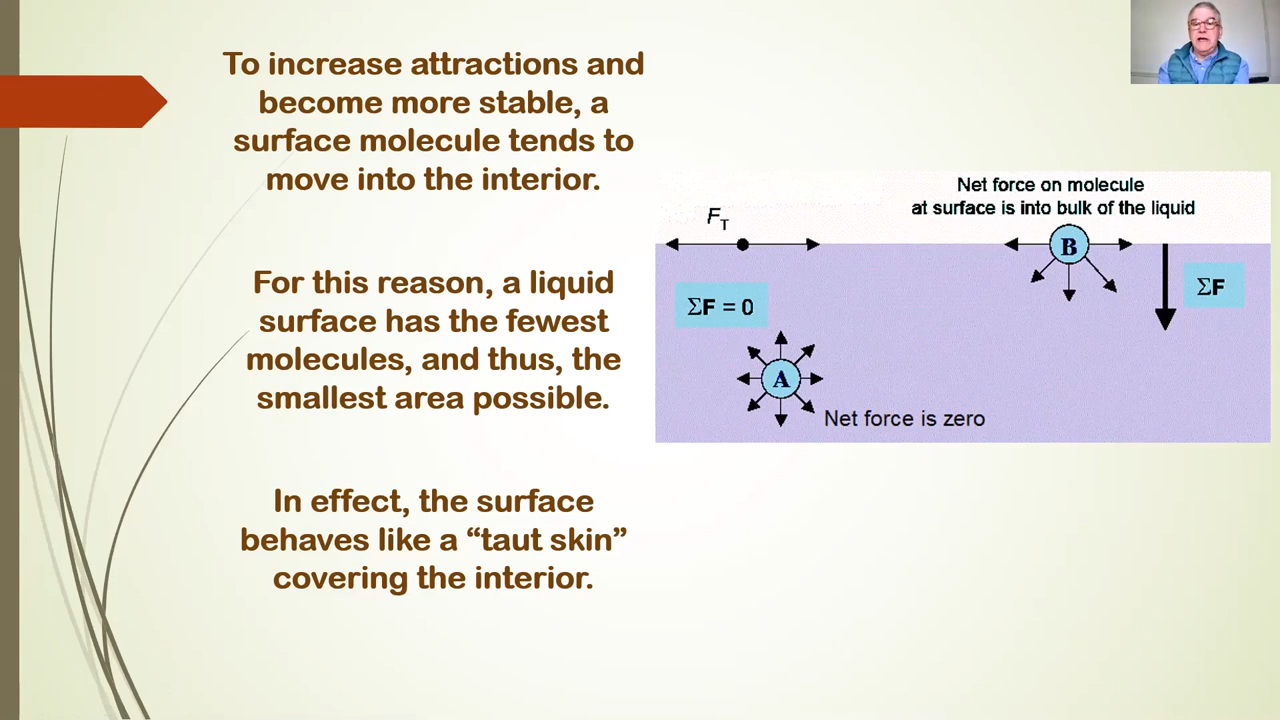 To increase attractions and
become more stable, a
surface molecule tends to
move into the interior.
For this reason, a liquid
surface has the fewest
molecules, and thus, the
smallest area possible.
In effect, the surface
behaves like a “taut skin”
covering the interior.
Net force on molecule
at surface is into bulk of the liquid
F_T
B
ΣF = 0
ΣF
A
Net force is zero